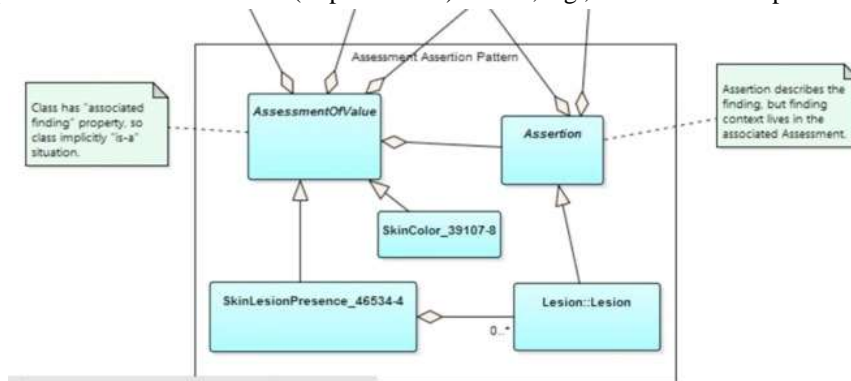 Assessment Assertion Pattern
Class has "associated
finding" property, so
class implicitly "is-a"
situation.
AssessmentOfValue
Assertion
Assertion describes the
finding, but finding
context lives in the
associated Assessment.
SkinColor_39107-8
SkinLesionPresence_46534-4
Lesion::Lesion
0..*